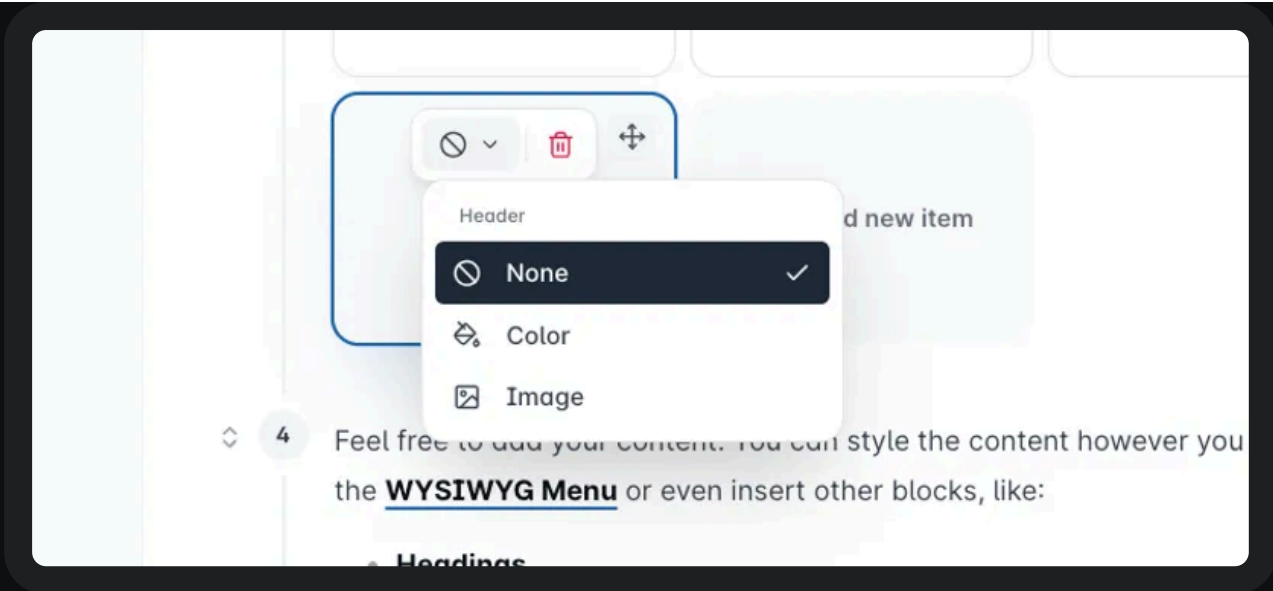 Header
d new item
None
Color
Image
4
Feel free to add your content. You can style the content however you
the WYSIWYG Menu or even insert other blocks, like:
Headings